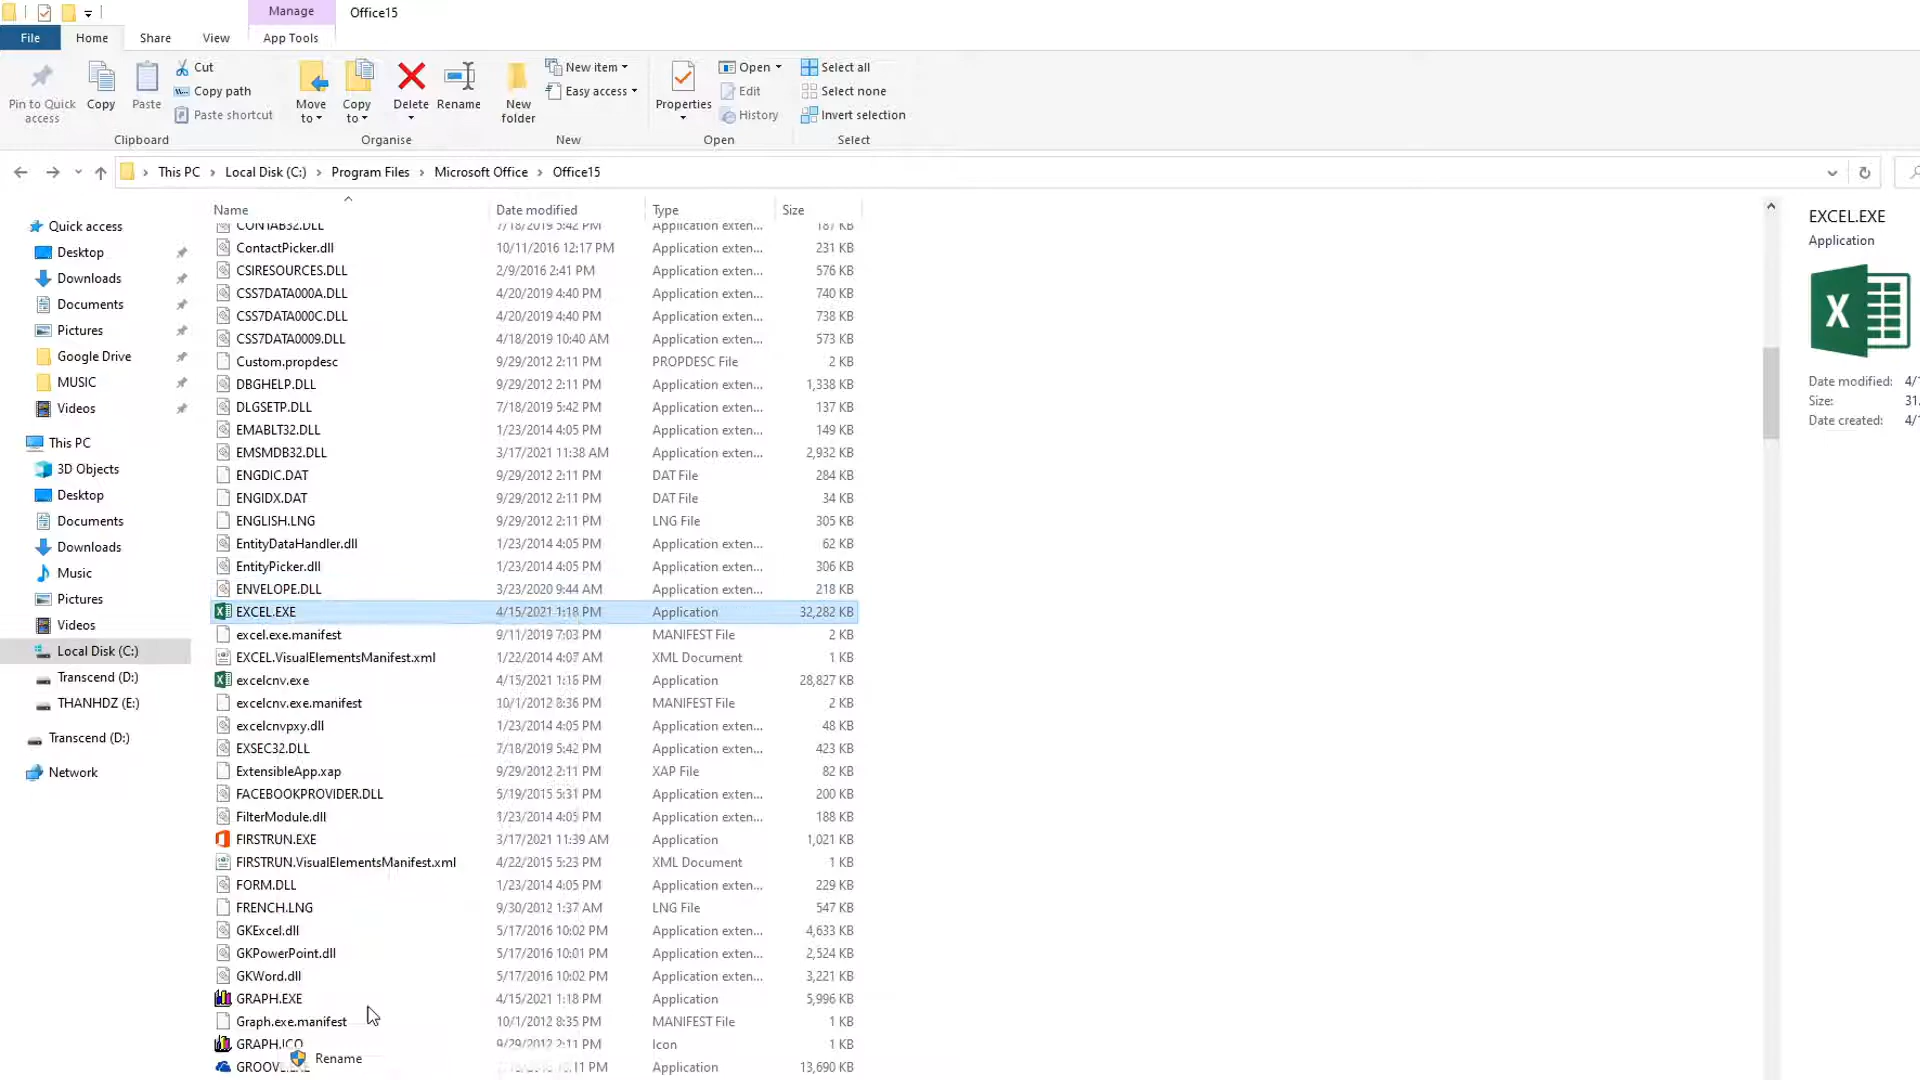 Manage
Office15
File
Home
Share
View
App Tools
Pin to Quick access
Copy
Paste
Cut
Copy path
Paste shortcut
Clipboard
Move to
Copy to
Delete
Rename
Organise
New folder
New item
Easy access
New
Properties
Open
Edit
History
Open
Select all
Select none
Invert selection
Select
This PC > Local Disk (C:) > Program Files > Microsoft Office > Office15
Quick access
Desktop
Downloads
Documents
Pictures
Google Drive
MUSIC
Videos
This PC
3D Objects
Desktop
Documents
Downloads
Music
Pictures
Videos
Local Disk (C:)
Transcend (D:)
THANHDZ (E:)
Transcend (D:)
Network
Name Date modified Type Size
CONTAB32.DLL 7/18/2019 5:42 PM Application exten... 187 KB
ContactPicker.dll 10/11/2016 12:17 PM Application exten... 231 KB
CSIRESOURCES.DLL 2/9/2016 2:41 PM Application exten... 576 KB
CSS7DATA000A.DLL 4/20/2019 4:40 PM Application exten... 740 KB
CSS7DATA000C.DLL 4/20/2019 4:40 PM Application exten... 738 KB
CSS7DATA0009.DLL 4/18/2019 10:40 AM Application exten... 573 KB
Custom.propdesc 9/29/2012 2:11 PM PROPDESC File 2 KB
DBGHELP.DLL 9/29/2012 2:11 PM Application exten... 1,338 KB
DLGSETP.DLL 7/18/2019 5:42 PM Application exten... 137 KB
EMABLT32.DLL 1/23/2014 4:05 PM Application exten... 149 KB
EMSMDB32.DLL 3/17/2021 11:38 AM Application exten... 2,932 KB
ENGDIC.DAT 9/29/2012 2:11 PM DAT File 284 KB
ENGIDX.DAT 9/29/2012 2:11 PM DAT File 34 KB
ENGLISH.LNG 9/29/2012 2:11 PM LNG File 305 KB
EntityDataHandler.dll 1/23/2014 4:05 PM Application exten... 62 KB
EntityPicker.dll 1/23/2014 4:05 PM Application exten... 306 KB
ENVELOPE.DLL 3/23/2020 9:44 AM Application exten... 218 KB
EXCEL.EXE 4/15/2021 1:18 PM Application 32,282 KB
excel.exe.manifest 9/11/2019 7:03 PM MANIFEST File 2 KB
EXCEL.VisualElementsManifest.xml 1/22/2014 4:07 AM XML Document 1 KB
excelcnv.exe 4/15/2021 1:16 PM Application 28,827 KB
excelcnv.exe.manifest 10/1/2012 8:36 PM MANIFEST File 2 KB
excelcnvpxy.dll 1/23/2014 4:05 PM Application exten... 48 KB
EXSEC32.DLL 7/18/2019 5:42 PM Application exten... 423 KB
ExtensibleApp.xap 9/29/2012 2:11 PM XAP File 82 KB
FACEBOOKPROVIDER.DLL 5/19/2015 5:31 PM Application exten... 200 KB
FilterModule.dll 1/23/2014 4:05 PM Application exten... 188 KB
FIRSTRUN.EXE 3/17/2021 11:39 AM Application 1,021 KB
FIRSTRUN.VisualElementsManifest.xml 4/22/2015 5:23 PM XML Document 1 KB
FORM.DLL 1/23/2014 4:05 PM Application exten... 229 KB
FRENCH.LNG 9/30/2012 1:37 AM LNG File 547 KB
GKExcel.dll 5/17/2016 10:02 PM Application exten... 4,633 KB
GKPowerPoint.dll 5/17/2016 10:01 PM Application exten... 2,524 KB
GKWord.dll 5/17/2016 10:02 PM Application exten... 3,221 KB
GRAPH.EXE 4/15/2021 1:18 PM Application 5,996 KB
Graph.exe.manifest 10/1/2012 8:35 PM MANIFEST File 1 KB
GRAPH.ICO 9/29/2012 2:11 PM Icon 1 KB
Rename
Application 13,690 KB
EXCEL.EXE
Application
Date modified: 4/
Size: 31
Date created: 4/